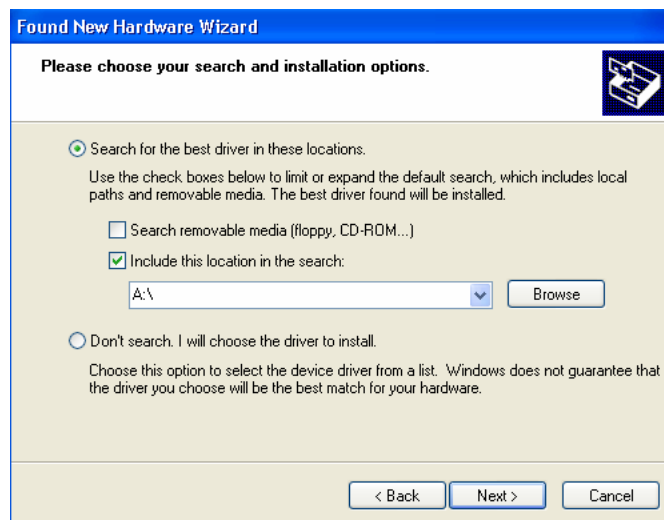 Found New Hardware Wizard
Please choose your search and installation options.
Search for the best driver in these locations.
Use the check boxes below to limit or expand the default search, which includes local
paths and removable media. The best driver found will be installed.
Search removable media (floppy, CD-ROM...)
Include this location in the search:
A:\
Browse
Don't search. I will choose the driver to install.
Choose this option to select the device driver from a list. Windows does not guarantee that
the driver you choose will be the best match for your hardware.
< Back
Next >
Cancel